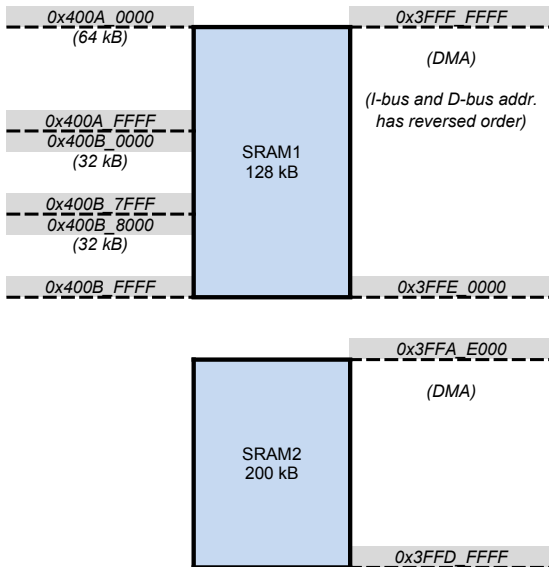 0x400A_0000
(64 kB)
0x400A_FFFF
0x400B_0000
(32 kB)
0x400B_7FFF
0x400B_8000
(32 kB)
0x400B_FFFF
SRAM1
128 kB
0x3FFF_FFFF
(DMA)
(I-bus and D-bus addr.
has reversed order)
0x3FFE_0000
SRAM2
200 kB
0x3FFA_E000
(DMA)
0x3FFD_FFFF